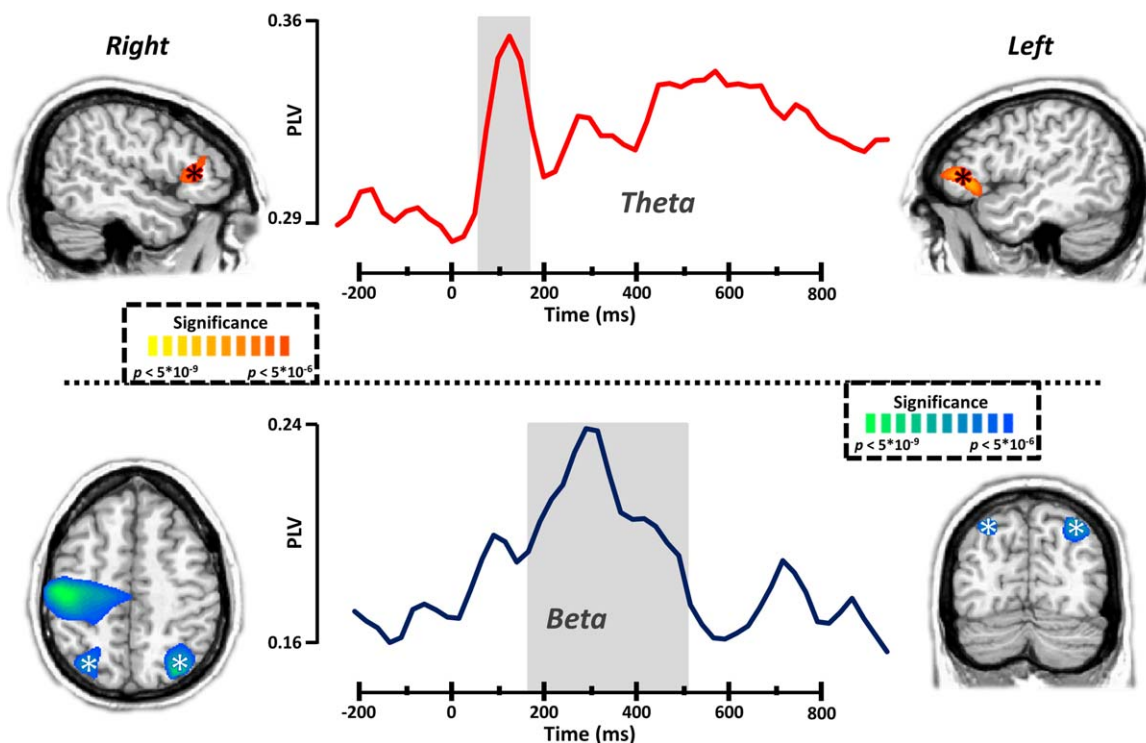 Right
Left
0.36
PLV
0.29
Theta
-200 0 200 400 600 800
Time (ms)
Significance
p < 5*10⁻⁹ p < 5*10⁻⁶
Significance
p < 5*10⁻⁹ p < 5*10⁻⁶
0.24
PLV
0.16
Beta
-200 0 200 400 600 800
Time (ms)
* * * * * *